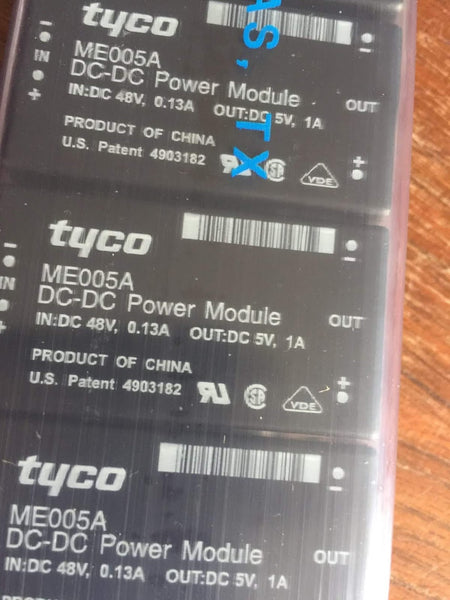 AS, TX
tyco
IN
ME005A
DC-DC Power Module
IN:DC 48V, 0.13A OUT:DC 5V, 1A
OUT
PRODUCT OF CHINA
U.S. Patent 4903182
VDE
tyco
IN
ME005A
DC-DC Power Module
IN:DC 48V, 0.13A OUT:DC 5V, 1A
OUT
PRODUCT OF CHINA
U.S. Patent 4903182
VDE
tyco
ME005A
DC-DC Power Module
IN:DC 48V, 0.13A OUT:DC 5V, 1A
OUT